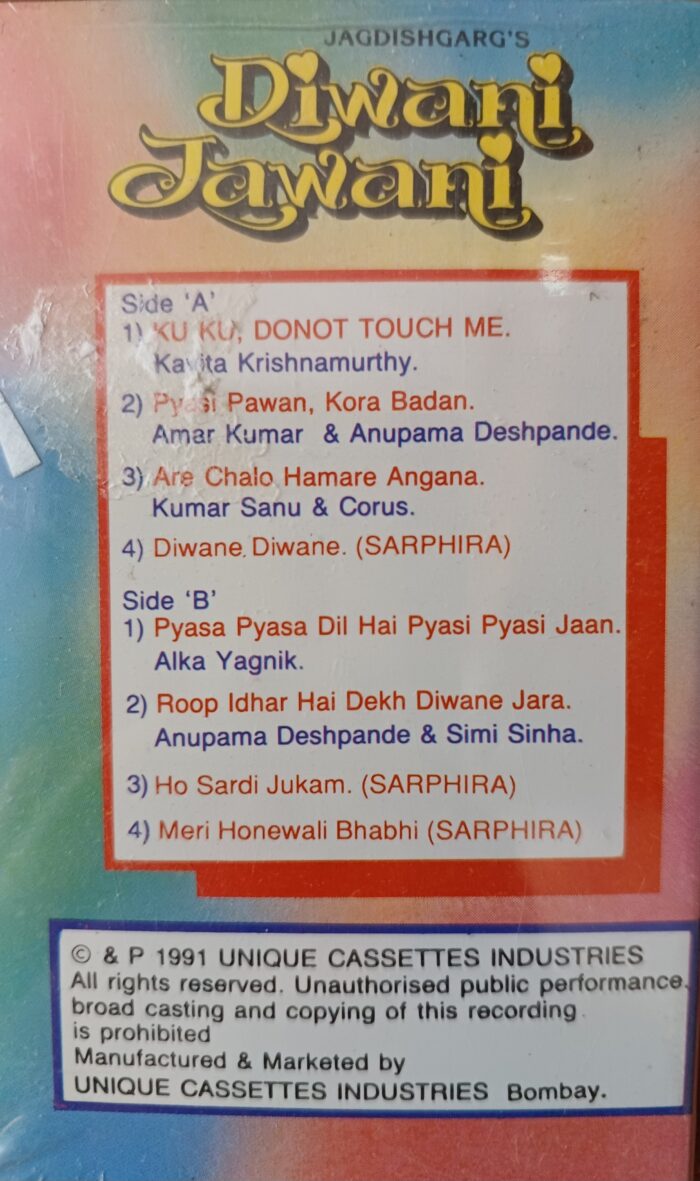 JAGDISHGARG'S
Diwani
Jawani
Side 'A'
1) KU KU, DONOT TOUCH ME.
Kavita Krishnamurthy.
2) Pyasi Pawan, Kora Badan.
Amar Kumar & Anupama Deshpande.
3) Are Chalo Hamare Angana.
Kumar Sanu & Corus.
4) Diwane Diwane. (SARPHIRA)
Side 'B'
1) Pyasa Pyasa Dil Hai Pyasi Pyasi Jaan.
Alka Yagnik.
2) Roop Idhar Hai Dekh Diwane Jara.
Anupama Deshpande & Simi Sinha.
3) Ho Sardi Jukam. (SARPHIRA)
4) Meri Honewali Bhabhi (SARPHIRA)
© & P 1991 UNIQUE CASSETTES INDUSTRIES
All rights reserved. Unauthorised public performance,
broad casting and copying of this recording
is prohibited
Manufactured & Marketed by
UNIQUE CASSETTES INDUSTRIES Bombay.